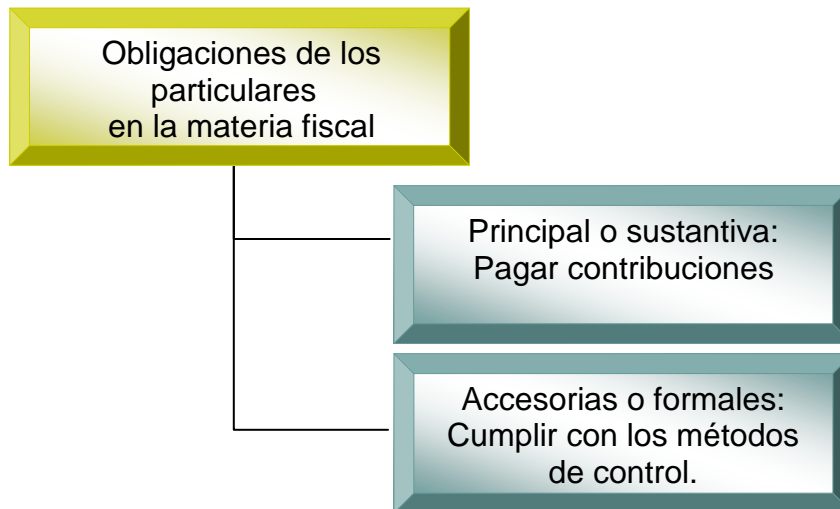 Obligaciones de los
particulares
en la materia fiscal
Principal o sustantiva:
Pagar contribuciones
Accesorias o formales:
Cumplir con los métodos
de control.